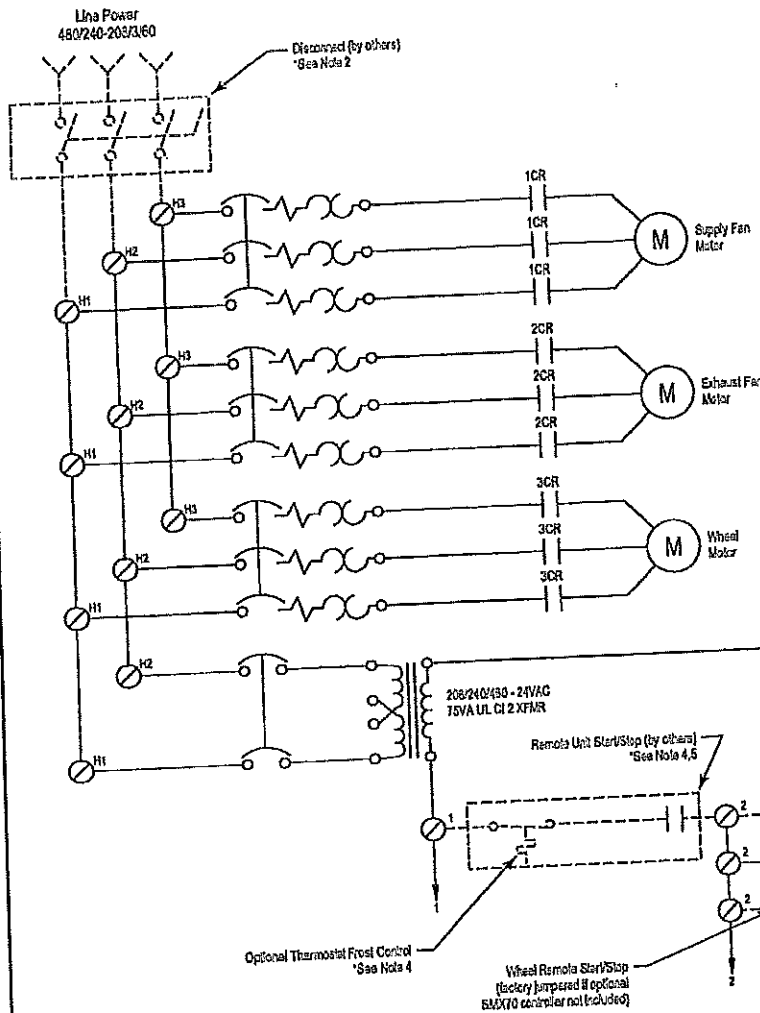 Line Power
480/240-208/3/60
Disconnect (by others)
*See Note 2
H3
H2
H1
1CR
1CR
1CR
M
Supply Fan
Motor
H3
H2
H1
2CR
2CR
2CR
M
Exhaust Fan
Motor
H3
H2
H1
3CR
3CR
3CR
M
Wheel
Motor
H2
H1
208/240/480 - 24VAC
75VA UL Cl 2 XFMR
Remote Unit Start/Stop (by others)
*See Note 4,5
1
2
2
2
1
2
Optional Thermostat Frost Control
*See Note 4
Wheel Remote Start/Stop
(factory jumpered if optional
SMX70 controller not included)